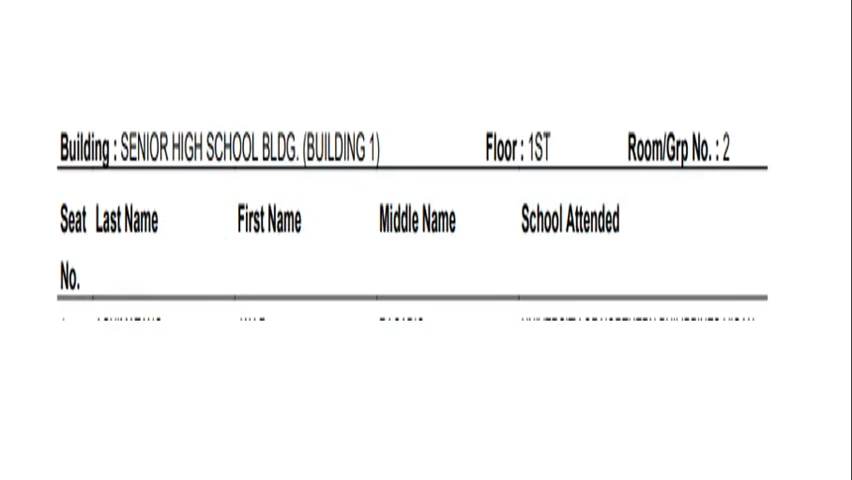 Building : SENIOR HIGH SCHOOL BLDG. (BUILDING 1) Floor : 1ST Room/Grp No. : 2
Seat Last Name First Name Middle Name School Attended
No.